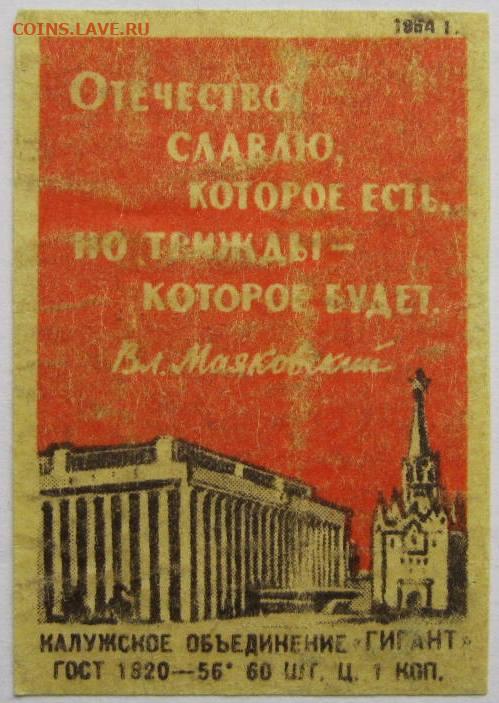 COINS.LAVE.RU
1964 г.
Отечество
славлю,
которое есть,
но трижды –
которое будет.
Вл. Маяковский
КАЛУЖСКОЕ ОБЪЕДИНЕНИЕ «ГИГАНТ»
ГОСТ 1820—56* 60 ШТ. Ц. 1 КОП.